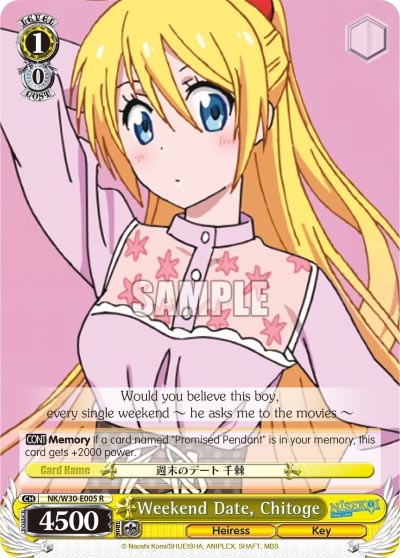 LEVEL
1
0
COST
SAMPLE
Would you believe this boy,
every single weekend ～ he asks me to the movies ～
CONT Memory If a card named "Promised Pendant" is in your memory, this
card gets +2000 power.
Card Name 週末のデート 千棘
CH NK/W30-E005 R
POWER 4500 SOUL Weekend Date, Chitoge NISEKOI
Heiress Key
© Naoshi Komi/SHUEISHA, ANIPLEX, SHAFT, MBS